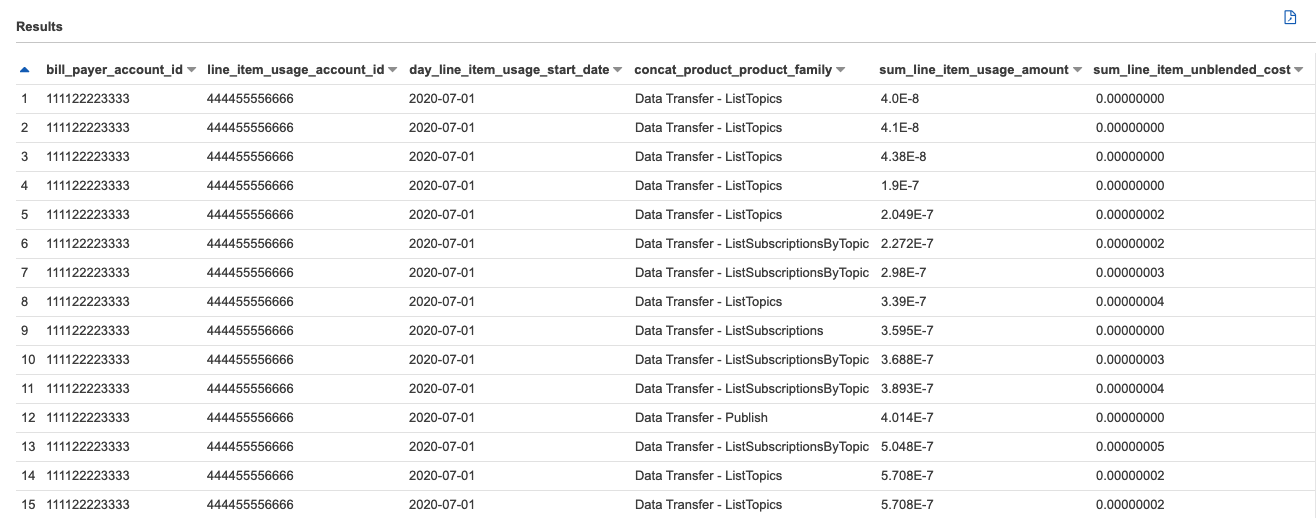 Results
bill_payer_account_id line_item_usage_account_id day_line_item_usage_start_date concat_product_product_family sum_line_item_usage_amount sum_line_item_unblended_cost
1 111122223333 444455556666 2020-07-01 Data Transfer - ListTopics 4.0E-8 0.00000000
2 111122223333 444455556666 2020-07-01 Data Transfer - ListTopics 4.1E-8 0.00000000
3 111122223333 444455556666 2020-07-01 Data Transfer - ListTopics 4.38E-8 0.00000000
4 111122223333 444455556666 2020-07-01 Data Transfer - ListTopics 1.9E-7 0.00000000
5 111122223333 444455556666 2020-07-01 Data Transfer - ListTopics 2.049E-7 0.00000002
6 111122223333 444455556666 2020-07-01 Data Transfer - ListSubscriptionsByTopic 2.272E-7 0.00000002
7 111122223333 444455556666 2020-07-01 Data Transfer - ListSubscriptionsByTopic 2.98E-7 0.00000003
8 111122223333 444455556666 2020-07-01 Data Transfer - ListTopics 3.39E-7 0.00000004
9 111122223333 444455556666 2020-07-01 Data Transfer - ListSubscriptions 3.595E-7 0.00000000
10 111122223333 444455556666 2020-07-01 Data Transfer - ListSubscriptionsByTopic 3.688E-7 0.00000003
11 111122223333 444455556666 2020-07-01 Data Transfer - ListSubscriptionsByTopic 3.893E-7 0.00000004
12 111122223333 444455556666 2020-07-01 Data Transfer - Publish 4.014E-7 0.00000000
13 111122223333 444455556666 2020-07-01 Data Transfer - ListSubscriptionsByTopic 5.048E-7 0.00000005
14 111122223333 444455556666 2020-07-01 Data Transfer - ListTopics 5.708E-7 0.00000002
15 111122223333 444455556666 2020-07-01 Data Transfer - ListTopics 5.708E-7 0.00000002